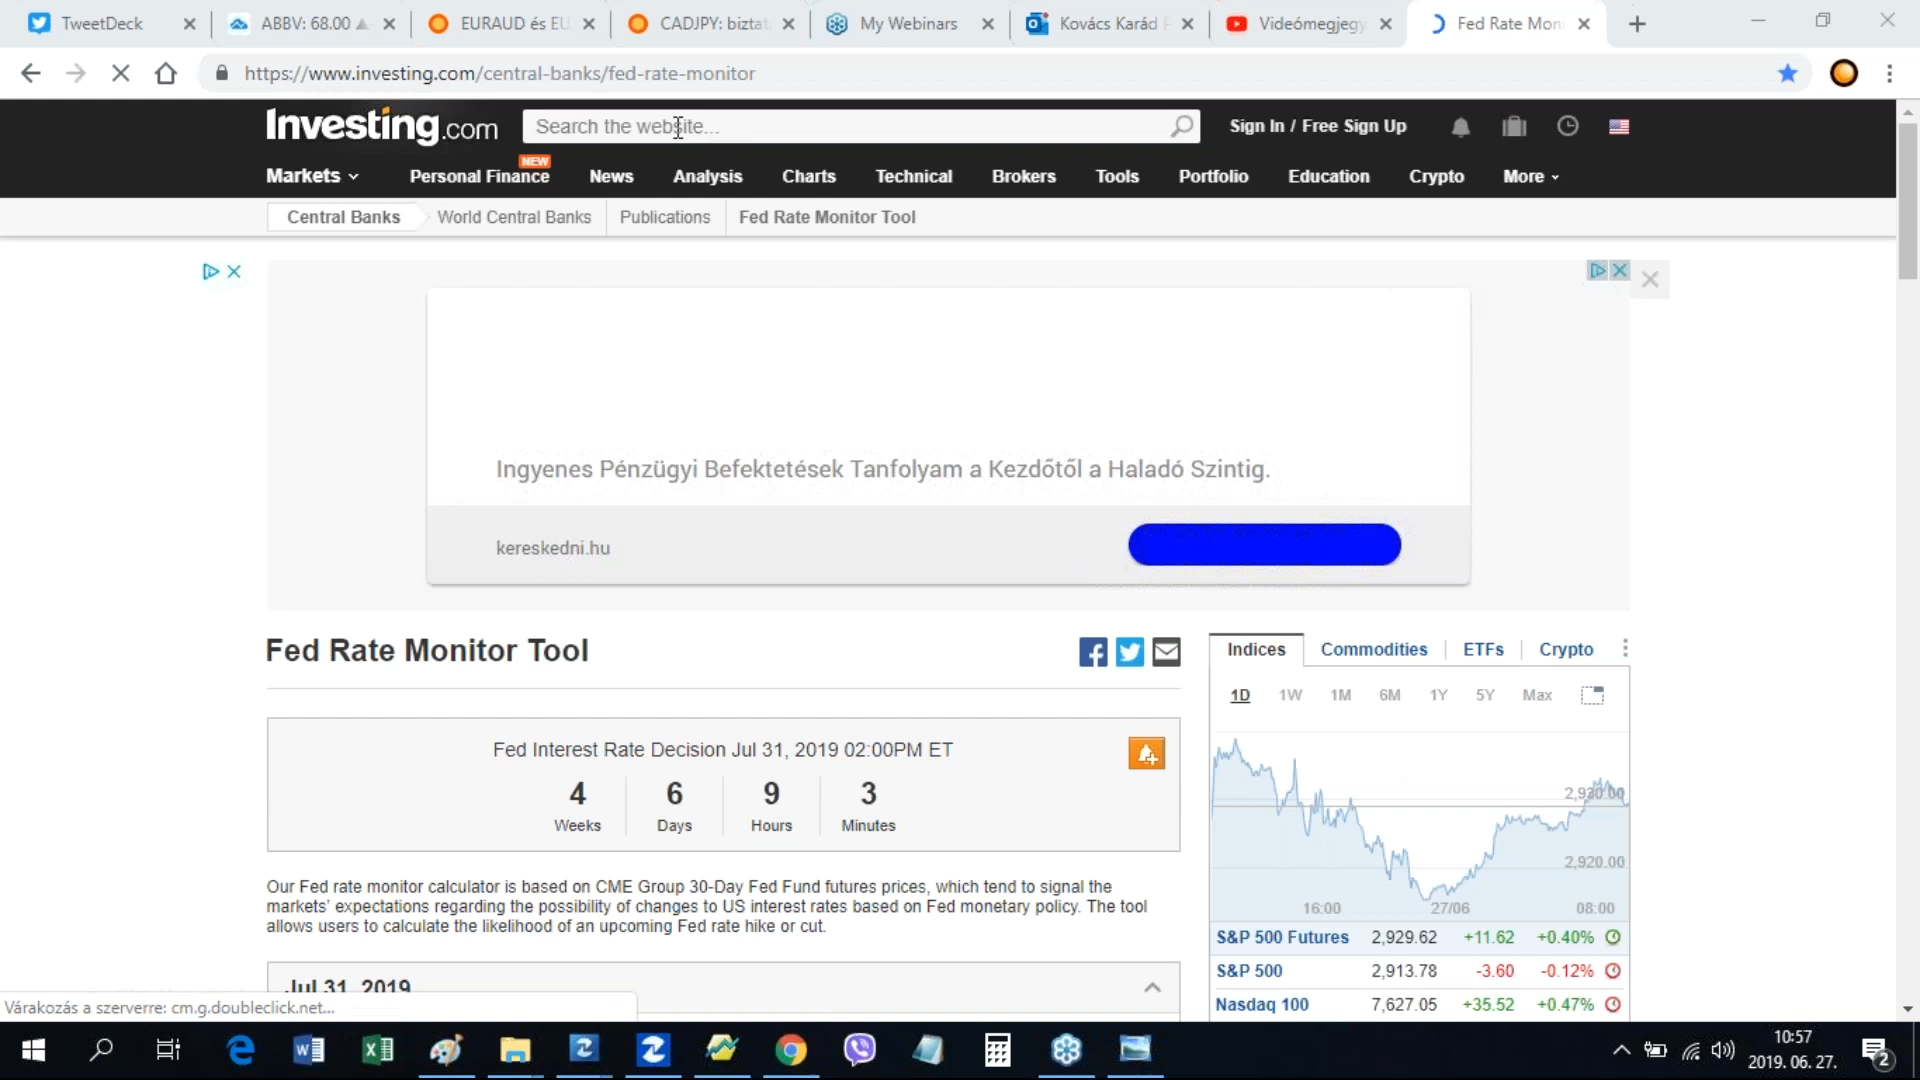 TweetDeck
ABBV: 68.00
EURAUD és EU
CADJPY: bizta
My Webinars
Kovács Karád
Videómegjegy
Fed Rate Mon
https://www.investing.com/central-banks/fed-rate-monitor
Investing.com
Search the website...
Sign In / Free Sign Up
NEW
Markets
Personal Finance
News
Analysis
Charts
Technical
Brokers
Tools
Portfolio
Education
Crypto
More
Central Banks
World Central Banks
Publications
Fed Rate Monitor Tool
Ingyenes Pénzügyi Befektetések Tanfolyam a Kezdőtől a Haladó Szintig.
kereskedni.hu
Fed Rate Monitor Tool
Fed Interest Rate Decision Jul 31, 2019 02:00PM ET
4 6 9 3
Weeks Days Hours Minutes
Our Fed rate monitor calculator is based on CME Group 30-Day Fed Fund futures prices, which tend to signal the
markets' expectations regarding the possibility of changes to US interest rates based on Fed monetary policy. The tool
allows users to calculate the likelihood of an upcoming Fed rate hike or cut.
Jul 31, 2019
Indices Commodities ETFs Crypto
1D 1W 1M 6M 1Y 5Y Max
2,930.00
2,920.00
16:00 27/06 08:00
S&P 500 Futures 2,929.62 +11.62 +0.40%
S&P 500 2,913.78 -3.60 -0.12%
Nasdaq 100 7,627.05 +35.52 +0.47%
Várakozás a szerverre: cm.g.doubleclick.net...
10:57
2019. 06. 27.
2